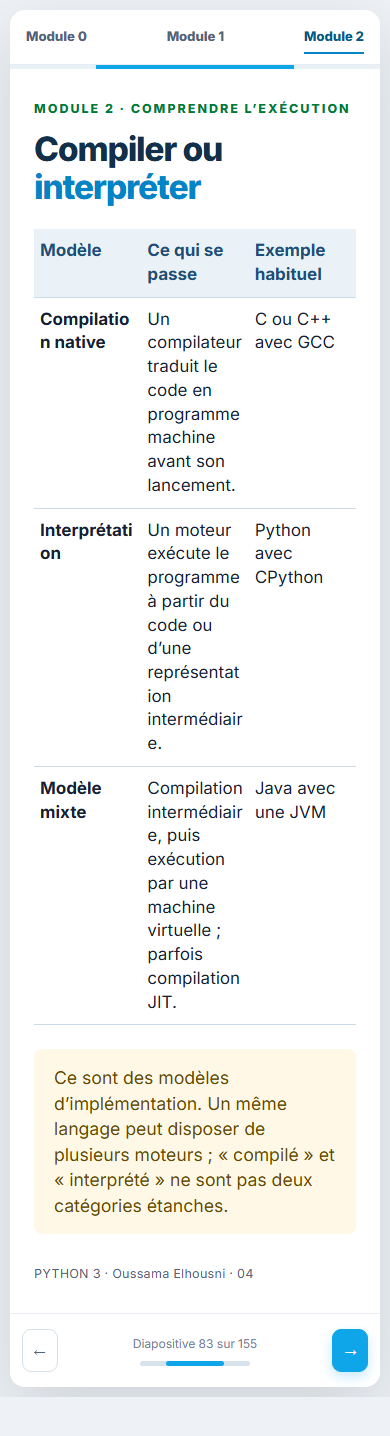 Module 0 Module 1 Module 2
MODULE 2 · COMPRENDRE L’EXÉCUTION
Compiler ou
interpréter
Modèle
Ce qui se
passe
Exemple
habituel
Compilatio
n native
Un
compilateur
traduit le
code en
programme
machine
avant son
lancement.
C ou C++
avec GCC
Interprétati
on
Un moteur
exécute le
programme
à partir du
code ou
d’une
représentat
ion
intermédiair
e.
Python
avec
CPython
Modèle
mixte
Compilation
intermédiair
e, puis
exécution
par une
machine
virtuelle ;
parfois
compilation
JIT.
Java avec
une JVM
Ce sont des modèles
d’implémentation. Un même
langage peut disposer de
plusieurs moteurs ; « compilé » et
« interprété » ne sont pas deux
catégories étanches.
PYTHON 3 · Oussama Elhousni · 04
←
Diapositive 83 sur 155
→